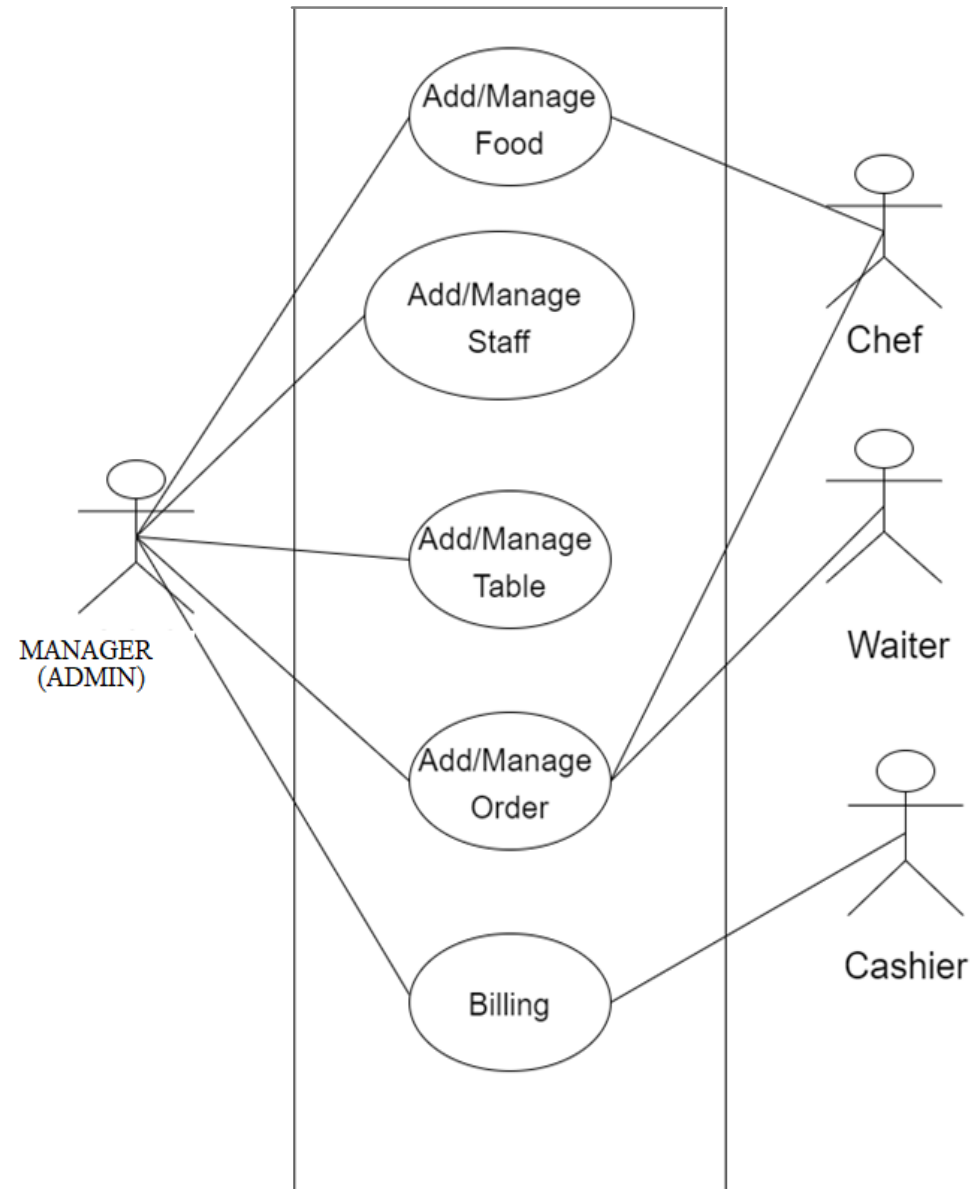 Add/Manage
Food
Add/Manage
Staff
Add/Manage
Table
Add/Manage
Order
Billing
MANAGER
(ADMIN)
Chef
Waiter
Cashier